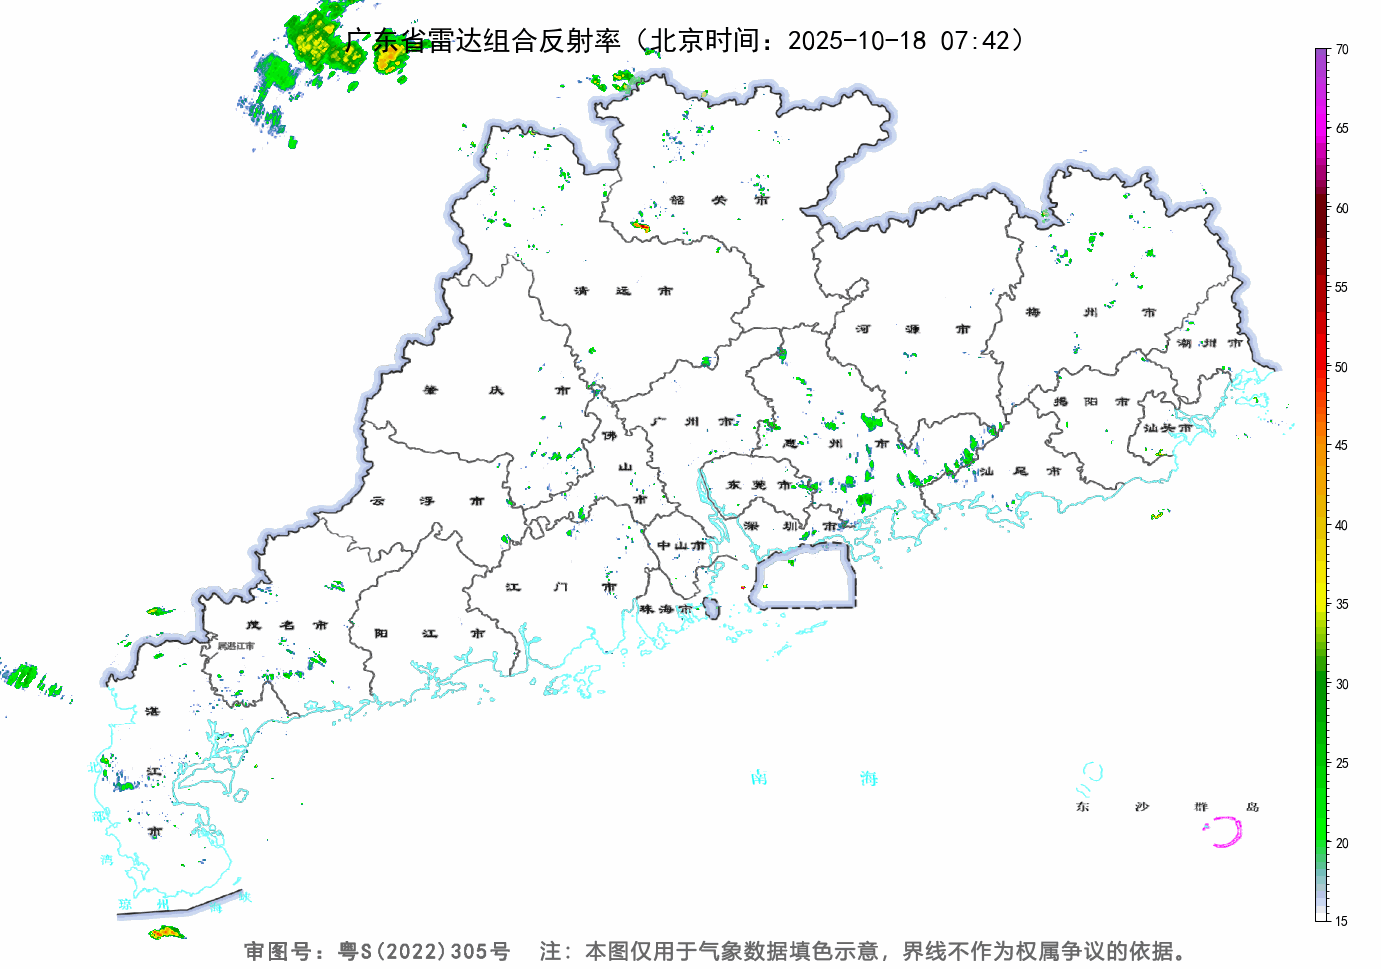 广东省雷达组合反射率（北京时间：2025-10-18 07:42）
70
65
60
55
50
45
40
35
30
25
20
15
韶关市
清远市
河源市
梅州市
潮州市
肇庆市
广州市
佛山市
惠州市
揭阳市
汕头市
汕尾市
东莞市
云浮市
深圳市
中山市
江门市
珠海市
茂名市
阳江市
属湛江市
湛江市
北部湾
南海
东沙群岛
琼州海峡
审图号：粤S(2022)305号 注：本图仅用于气象数据填色示意，界线不作为权属争议的依据。